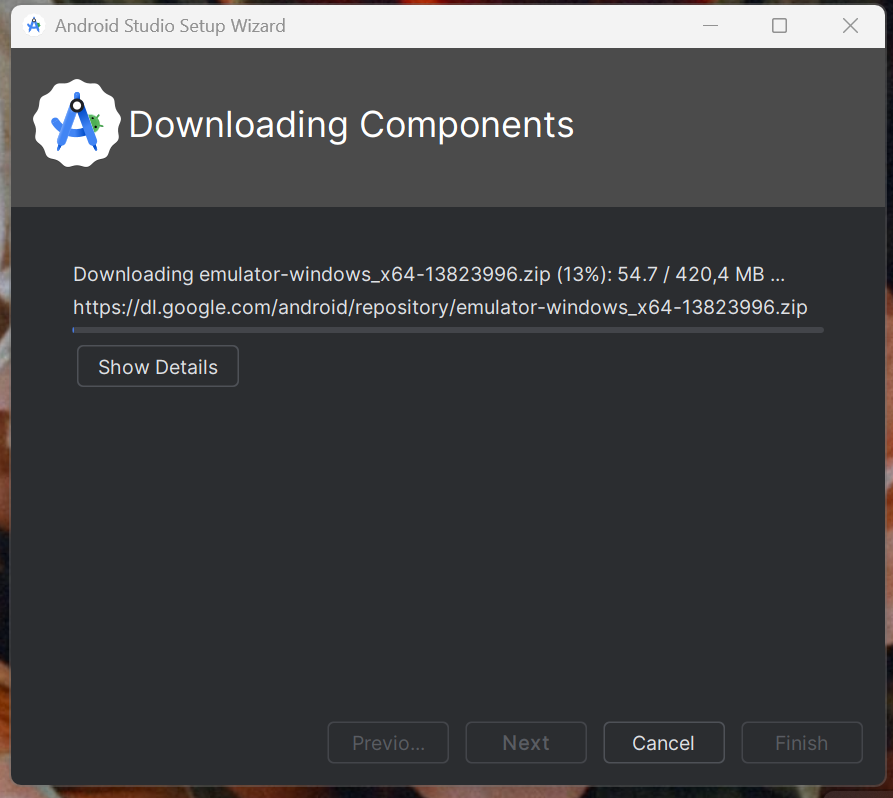 Android Studio Setup Wizard
Downloading Components
Downloading emulator-windows_x64-13823996.zip (13%): 54.7 / 420,4 MB ...
https://dl.google.com/android/repository/emulator-windows_x64-13823996.zip
Show Details
Previo... Next Cancel Finish